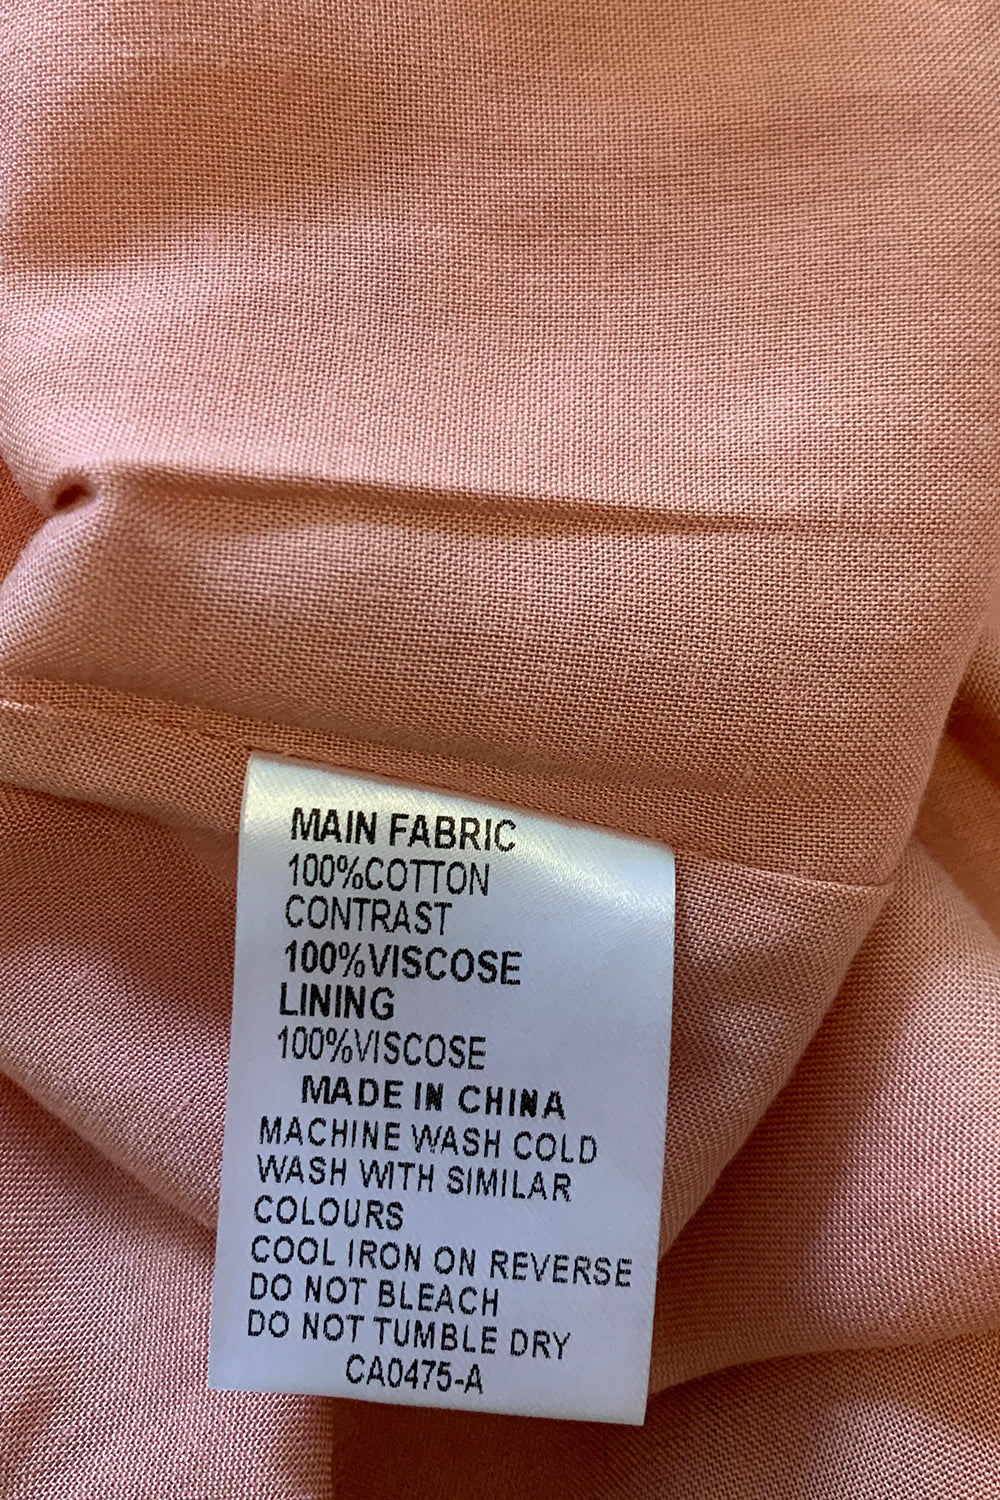 MAIN FABRIC
100%COTTON
CONTRAST
100%VISCOSE
LINING
100%VISCOSE
MADE IN CHINA
MACHINE WASH COLD
WASH WITH SIMILAR
COLOURS
COOL IRON ON REVERSE
DO NOT BLEACH
DO NOT TUMBLE DRY
CA0475-A